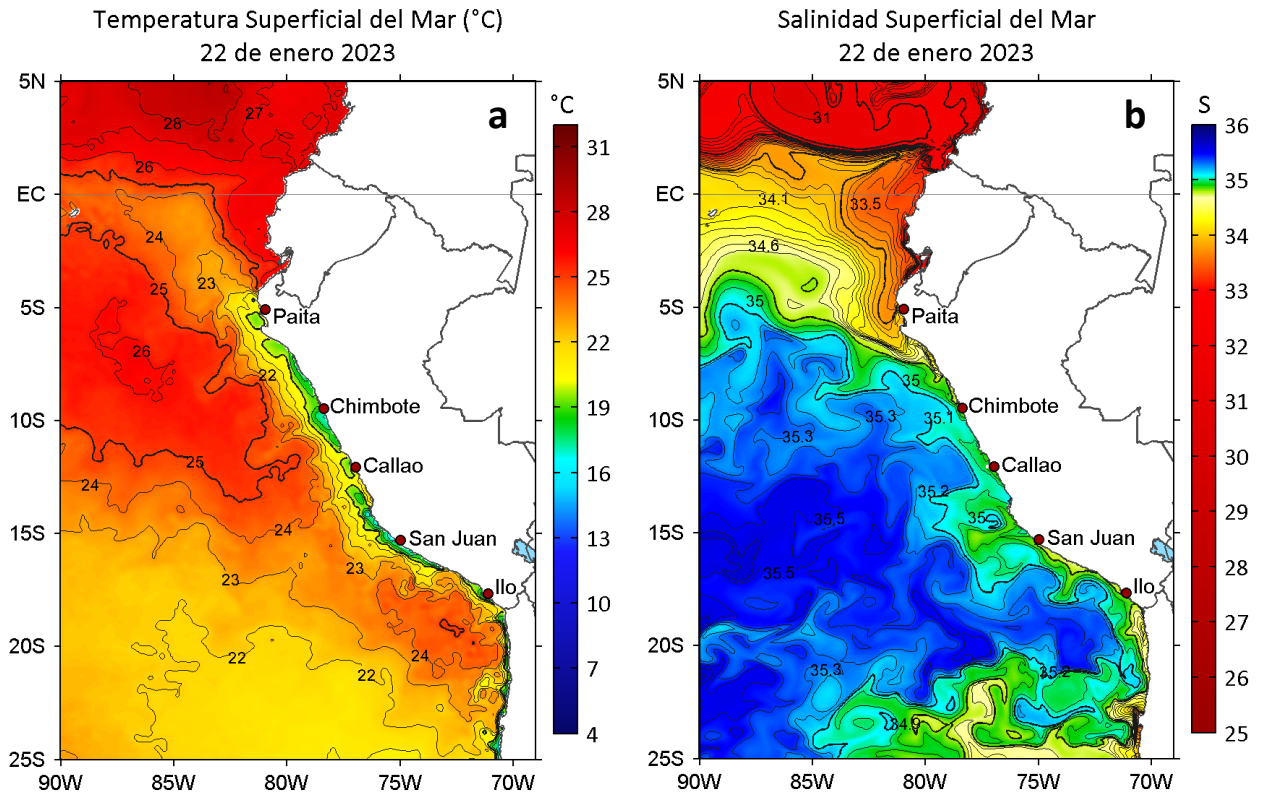 Temperatura Superficial del Mar (°C)
22 de enero 2023
Salinidad Superficial del Mar
22 de enero 2023
5N
EC
5S
10S
15S
20S
25S
90W
85W
80W
75W
70W
a
28
27
26
24
23
25
26
22
25
24
24
23
23
22
22
24
Paita
Chimbote
Callao
San Juan
Ilo
°C
31
28
25
22
19
16
13
10
7
4
5N
EC
5S
10S
15S
20S
25S
90W
85W
80W
75W
70W
b
31
34.1
33.5
34.6
35
35
35.3
35.1
35.3
35.2
35.5
35
35.5
35.3
35.2
34.9
Paita
Chimbote
Callao
San Juan
Ilo
S
36
35
34
33
32
31
30
29
28
27
26
25